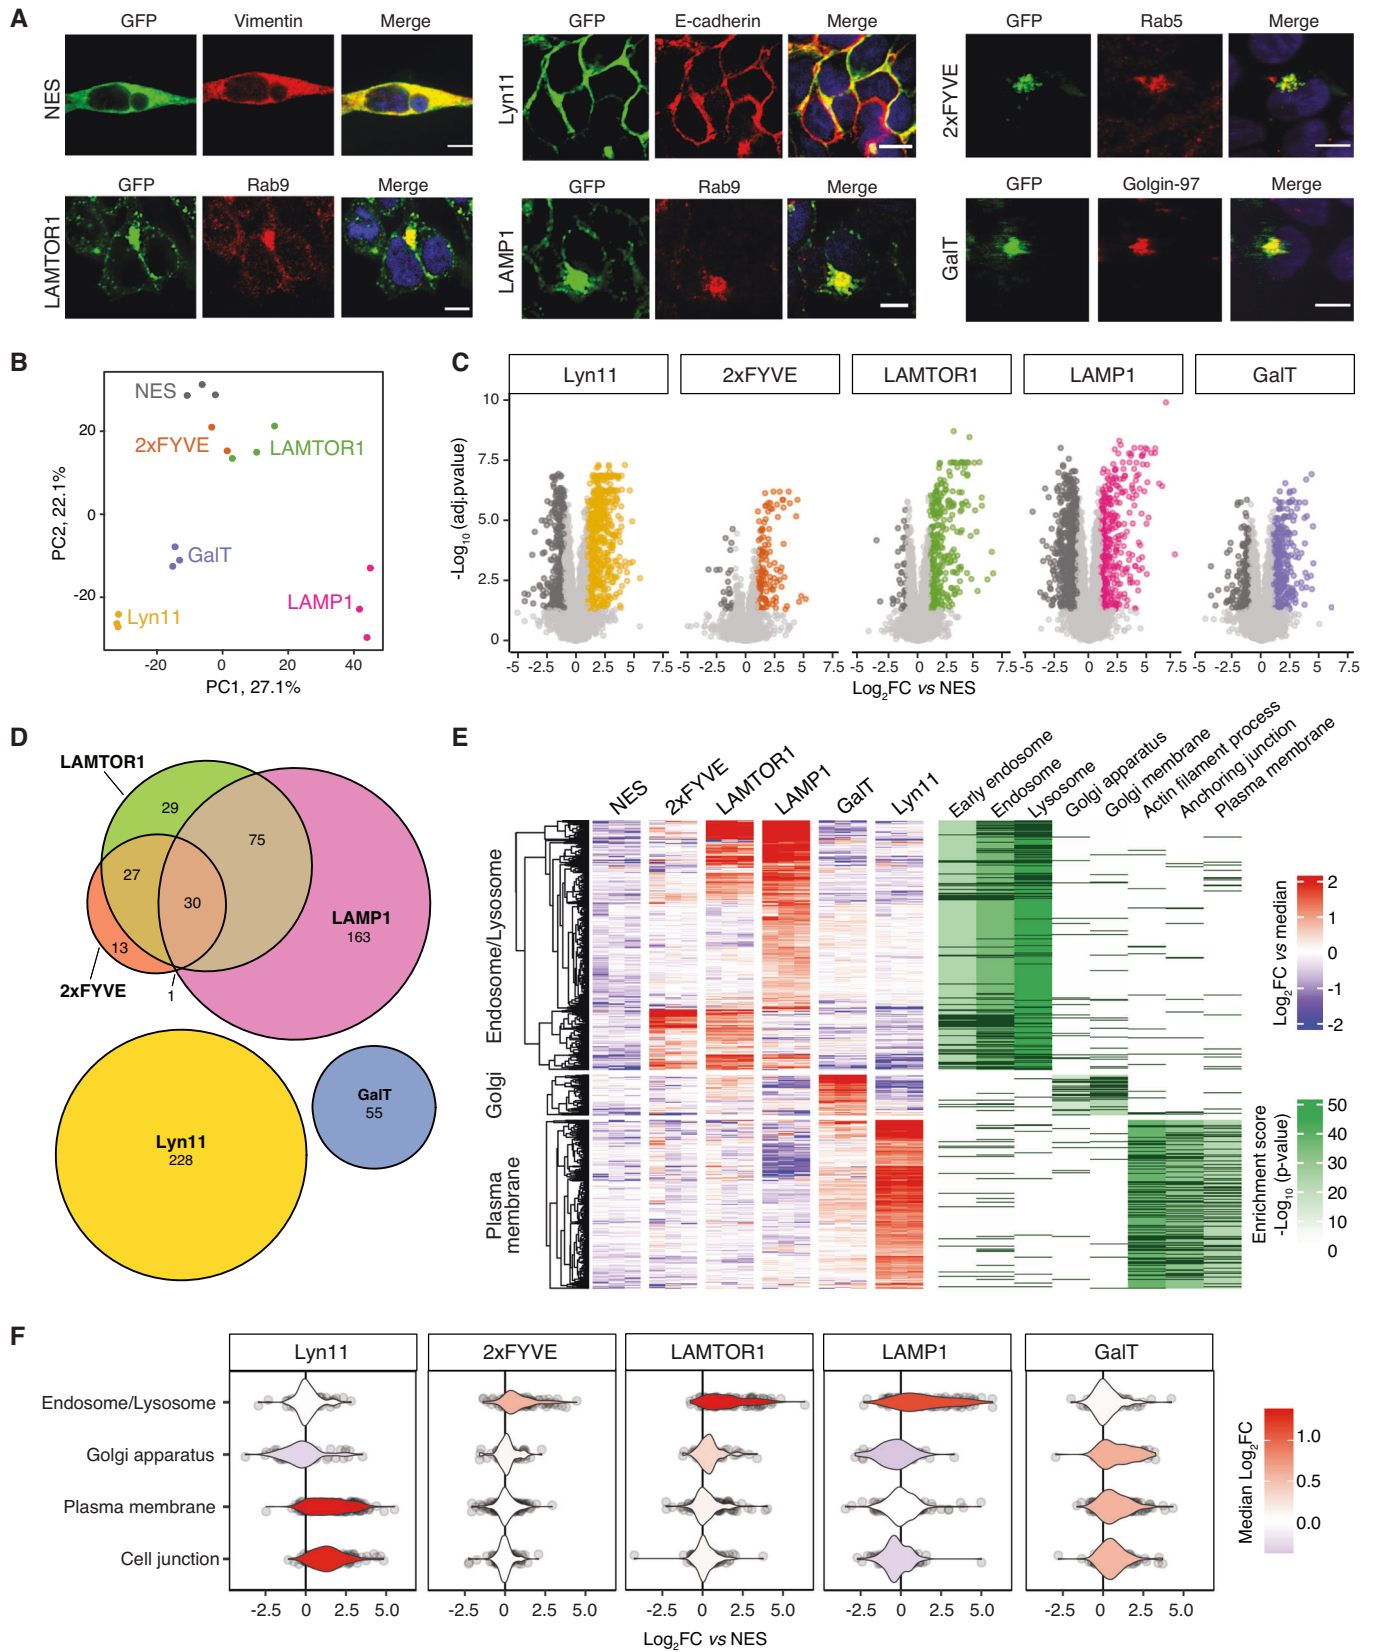 A
GFP Vimentin Merge
NES
GFP E-cadherin Merge
Lyn11
GFP Rab5 Merge
2xFYVE
GFP Rab9 Merge
LAMTOR1
GFP Rab9 Merge
LAMP1
GFP Golgin-97 Merge
GalT
B
NES
2xFYVE
LAMTOR1
GalT
LAMP1
Lyn11
20
0
-20
PC2, 22.1%
-20 0 20 40
PC1, 27.1%
C
Lyn11 2xFYVE LAMTOR1 LAMP1 GalT
10
7.5
5.0
2.5
0
-Log10 (adj.pvalue)
-5 -2.5 0 2.5 5 7.5 -5 -2.5 0 2.5 5 7.5 -5 -2.5 0 2.5 5 7.5 -5 -2.5 0 2.5 5 7.5 -5 -2.5 0 2.5 5 7.5
Log2FC vs NES
D
LAMTOR1
29
75
27
30
LAMP1
163
13
2xFYVE
1
GalT
55
Lyn11
228
E
NES 2xFYVE LAMTOR1 LAMP1 GalT Lyn11
Early endosome
Endosome
Lysosome
Golgi apparatus
Golgi membrane
Actin filament process
Anchoring junction
Plasma membrane
Endosome/Lysosome
Golgi
Plasma
membrane
2
1
0
-1
-2
Log2FC vs median
50
40
30
20
10
0
Enrichment score
-Log10 (p-value)
F
Lyn11 2xFYVE LAMTOR1 LAMP1 GalT
Endosome/Lysosome
Golgi apparatus
Plasma membrane
Cell junction
-2.5 0 2.5 5.0 -2.5 0 2.5 5.0 -2.5 0 2.5 5.0 -2.5 0 2.5 5.0 -2.5 0 2.5 5.0
Log2FC vs NES
1.0
0.5
0.0
Median Log2FC